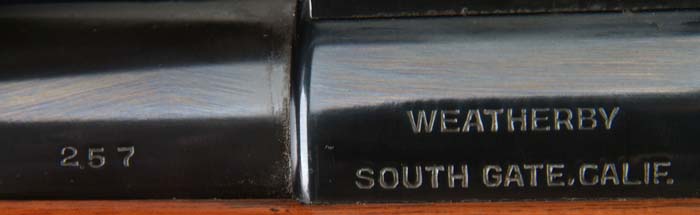 257
WEATHERBY
SOUTH GATE, CALIF.